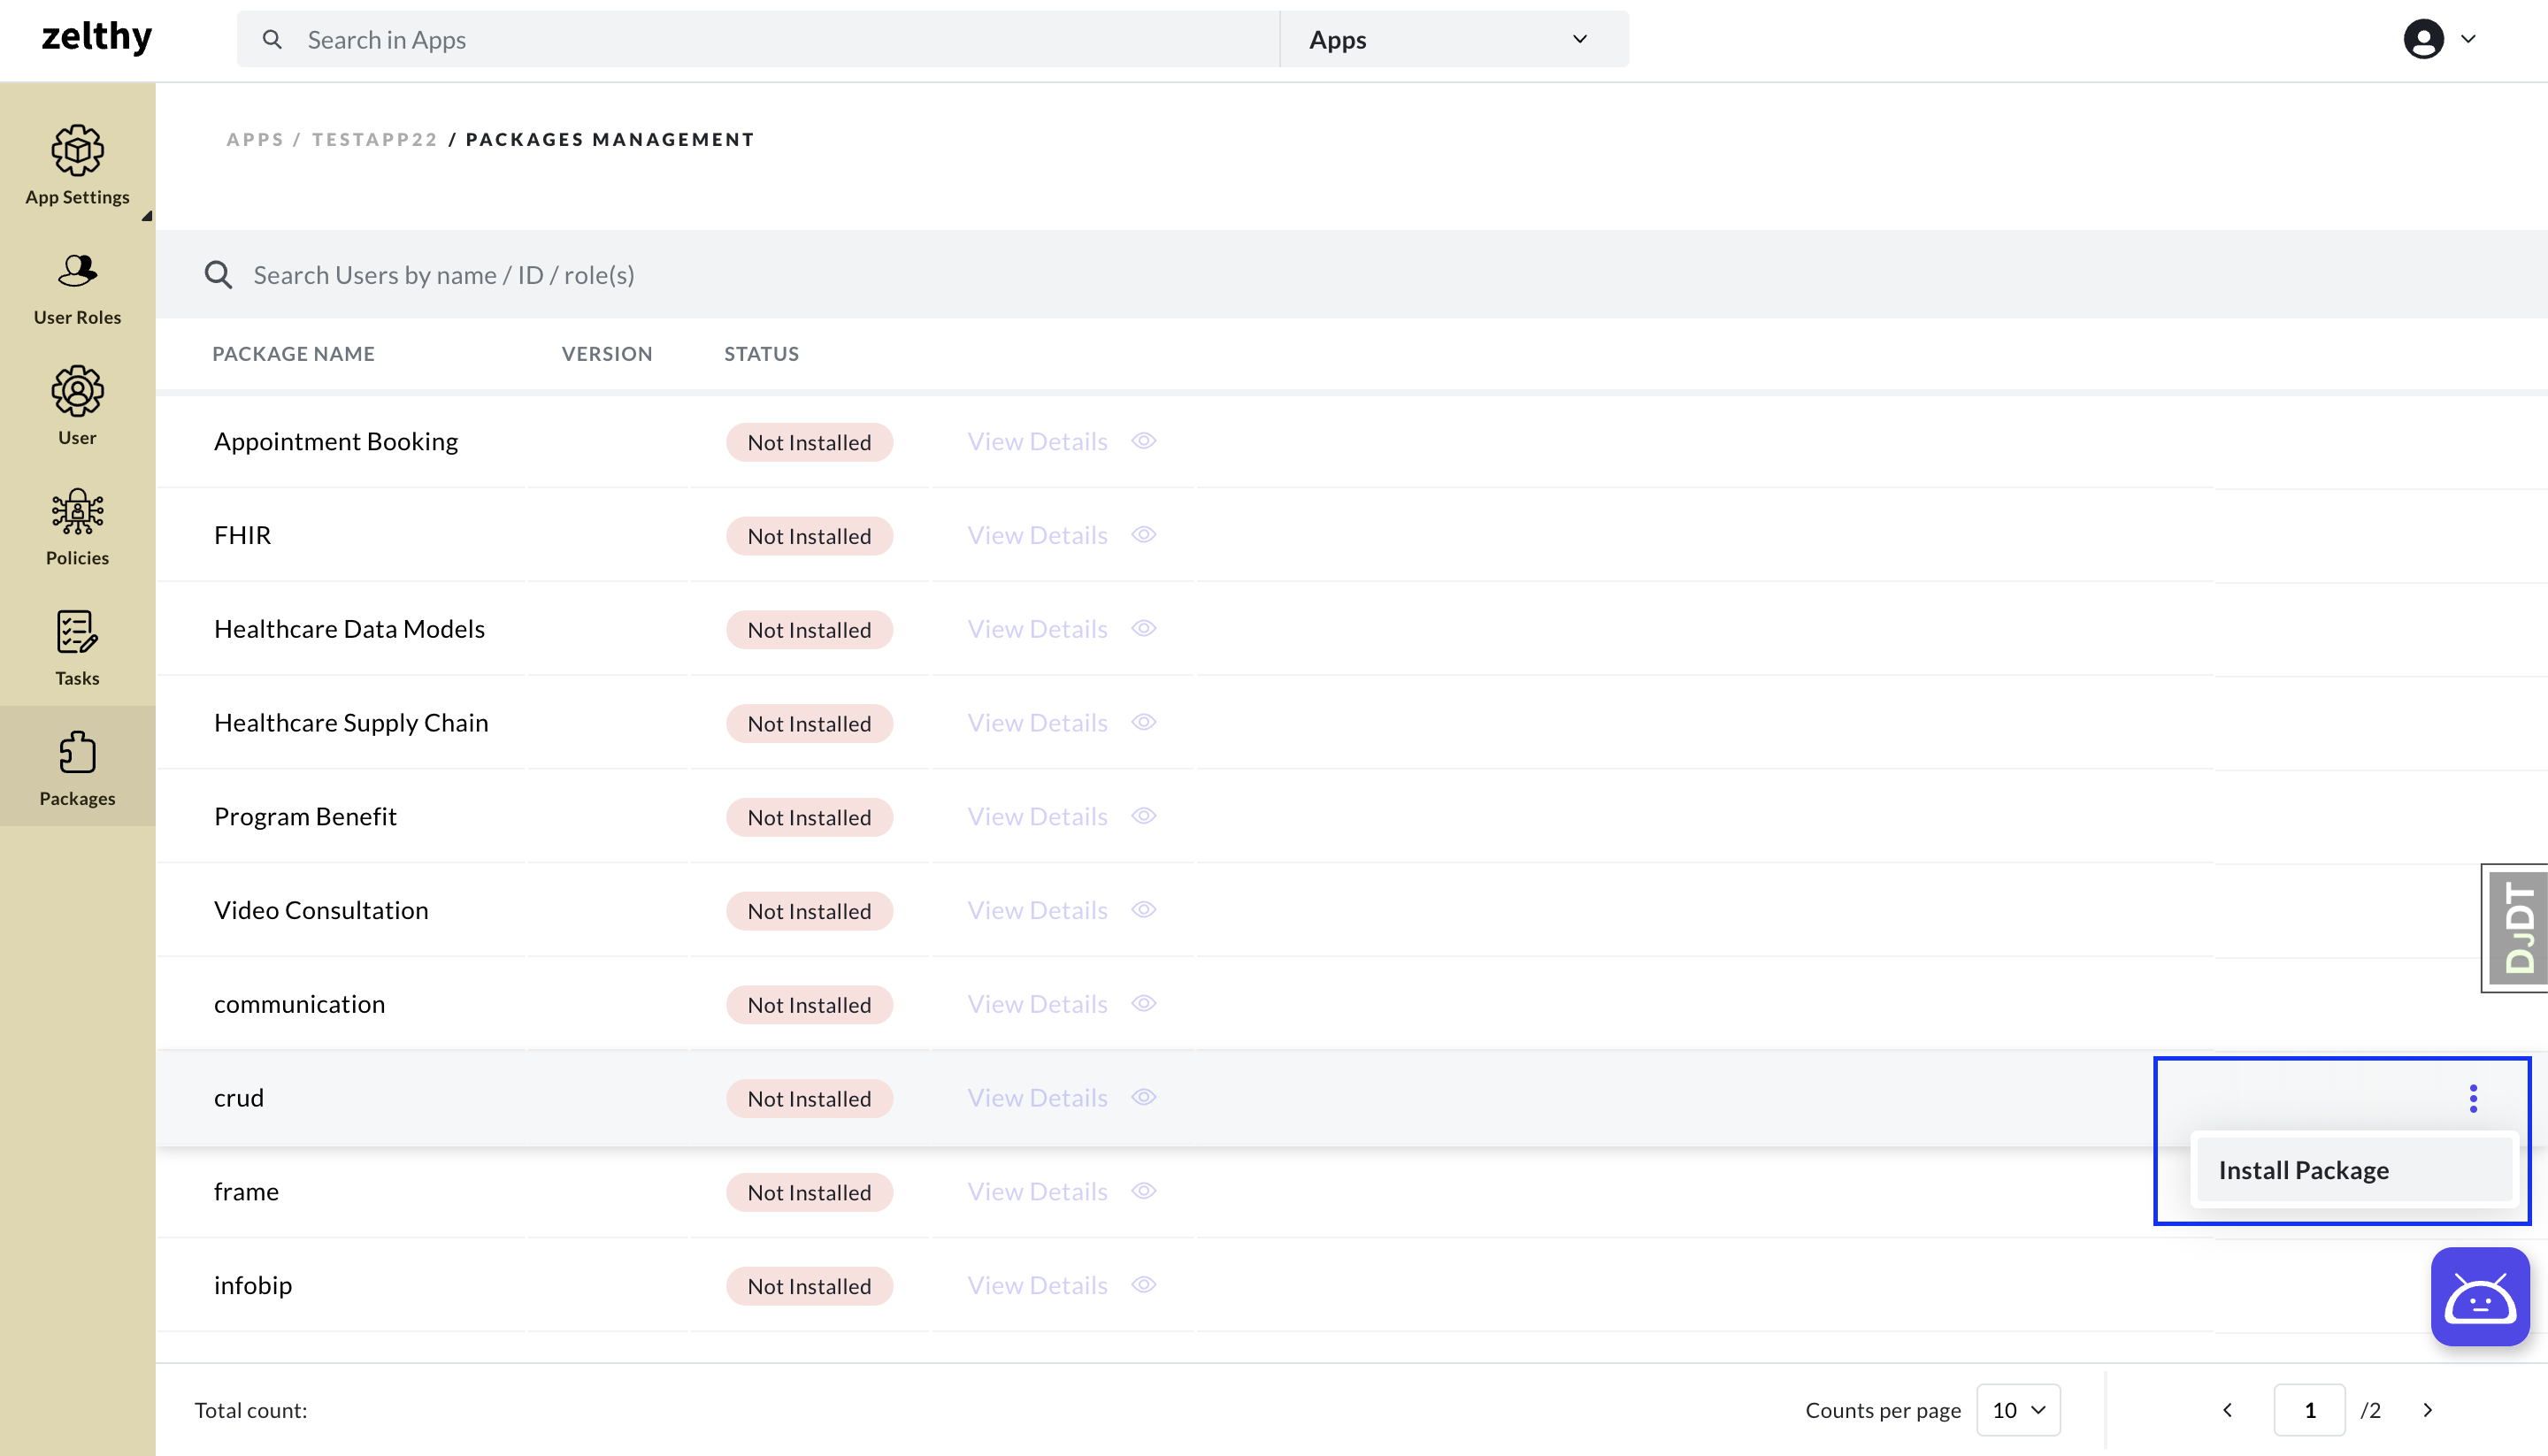 zelthy
Search in Apps
Apps
App Settings
User Roles
User
Policies
Tasks
Packages
APPS / TESTAPP22 / PACKAGES MANAGEMENT
Search Users by name / ID / role(s)
PACKAGE NAME VERSION STATUS
Appointment Booking Not Installed View Details
FHIR Not Installed View Details
Healthcare Data Models Not Installed View Details
Healthcare Supply Chain Not Installed View Details
Program Benefit Not Installed View Details
Video Consultation Not Installed View Details
communication Not Installed View Details
crud Not Installed View Details
Install Package
frame Not Installed View Details
infobip Not Installed View Details
DJDT
Total count:
Counts per page 10
1 /2